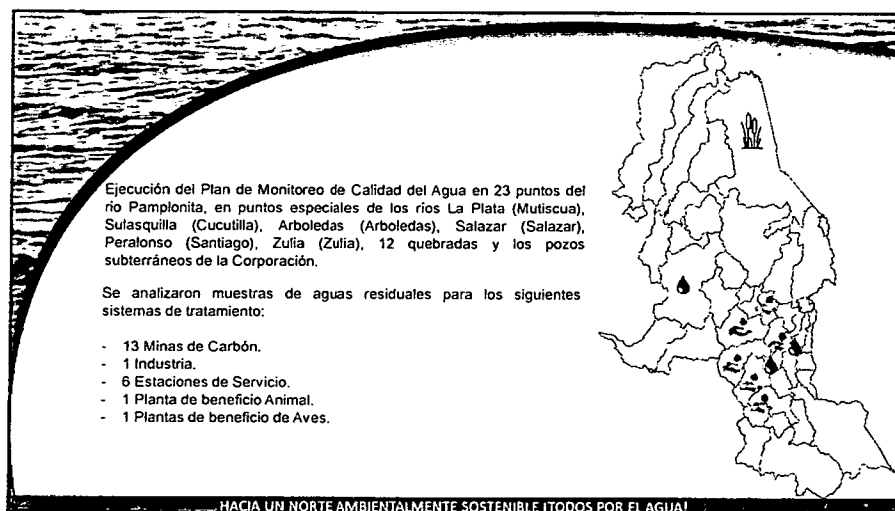 Ejecución del Plan de Monitoreo de Calidad del Agua en 23 puntos del
rio Pamplonita, en puntos especiales de los ríos La Plata (Mutiscua),
Sulasquilla (Cucutilla), Arboledas (Arboledas), Salazar (Salazar),
Peralonso (Santiago), Zulia (Zulia), 12 quebradas y los pozos
subterráneos de la Corporación.
Se analizaron muestras de aguas residuales para los siguientes
sistemas de tratamiento:
- 13 Minas de Carbón.
- 1 Industria.
- 6 Estaciones de Servicio.
- 1 Planta de beneficio Animal.
- 1 Plantas de beneficio de Aves.
HACIA UN NORTE AMBIENTALMENTE SOSTENIBLE ¡TODOS POR EL AGUA!